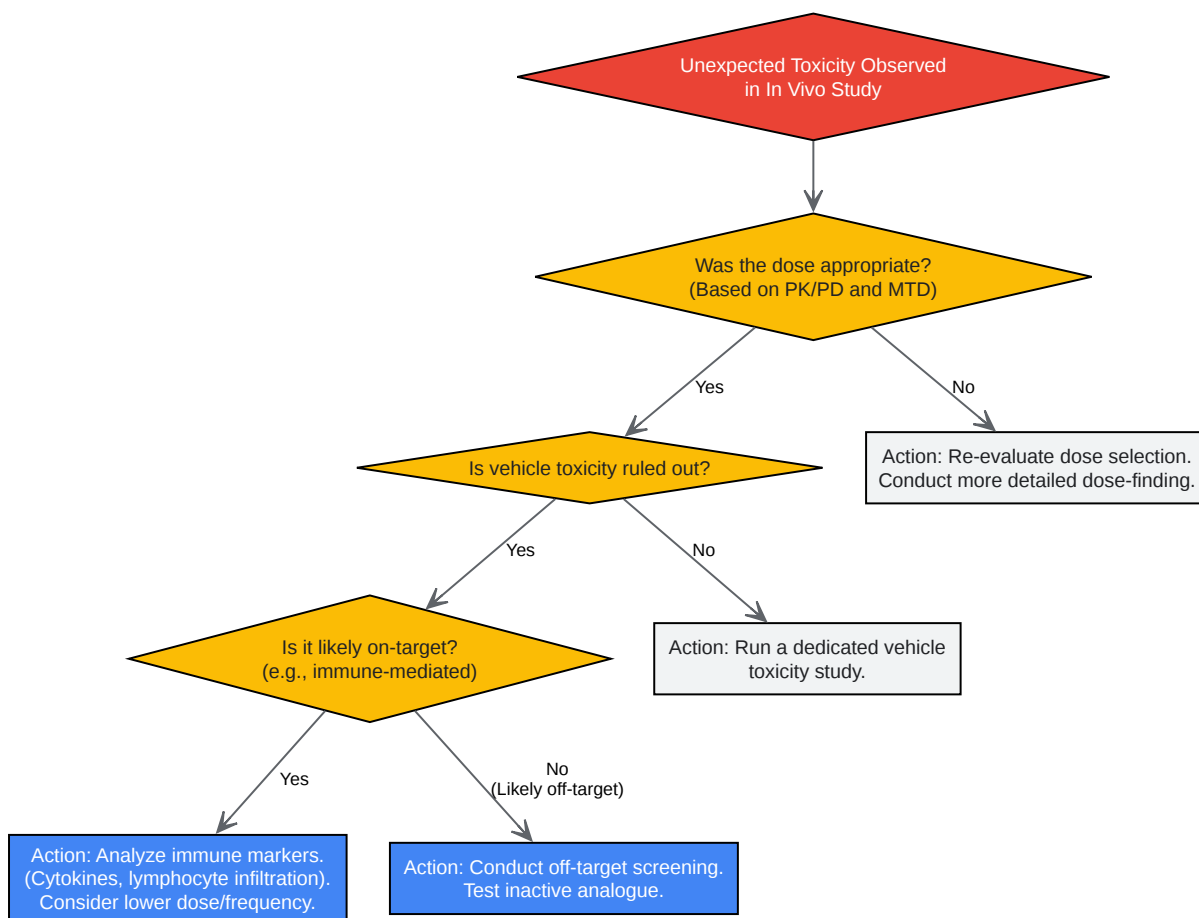 Unexpected Toxicity Observed
in In Vivo Study
Was the dose appropriate?
(Based on PK/PD and MTD)
Yes
No
Is vehicle toxicity ruled out?
Action: Re-evaluate dose selection.
Conduct more detailed dose-finding.
Yes
No
Is it likely on-target?
(e.g., immune-mediated)
Action: Run a dedicated vehicle
toxicity study.
Yes
No
(Likely off-target)
Action: Analyze immune markers.
(Cytokines, lymphocyte infiltration).
Consider lower dose/frequency.
Action: Conduct off-target screening.
Test inactive analogue.